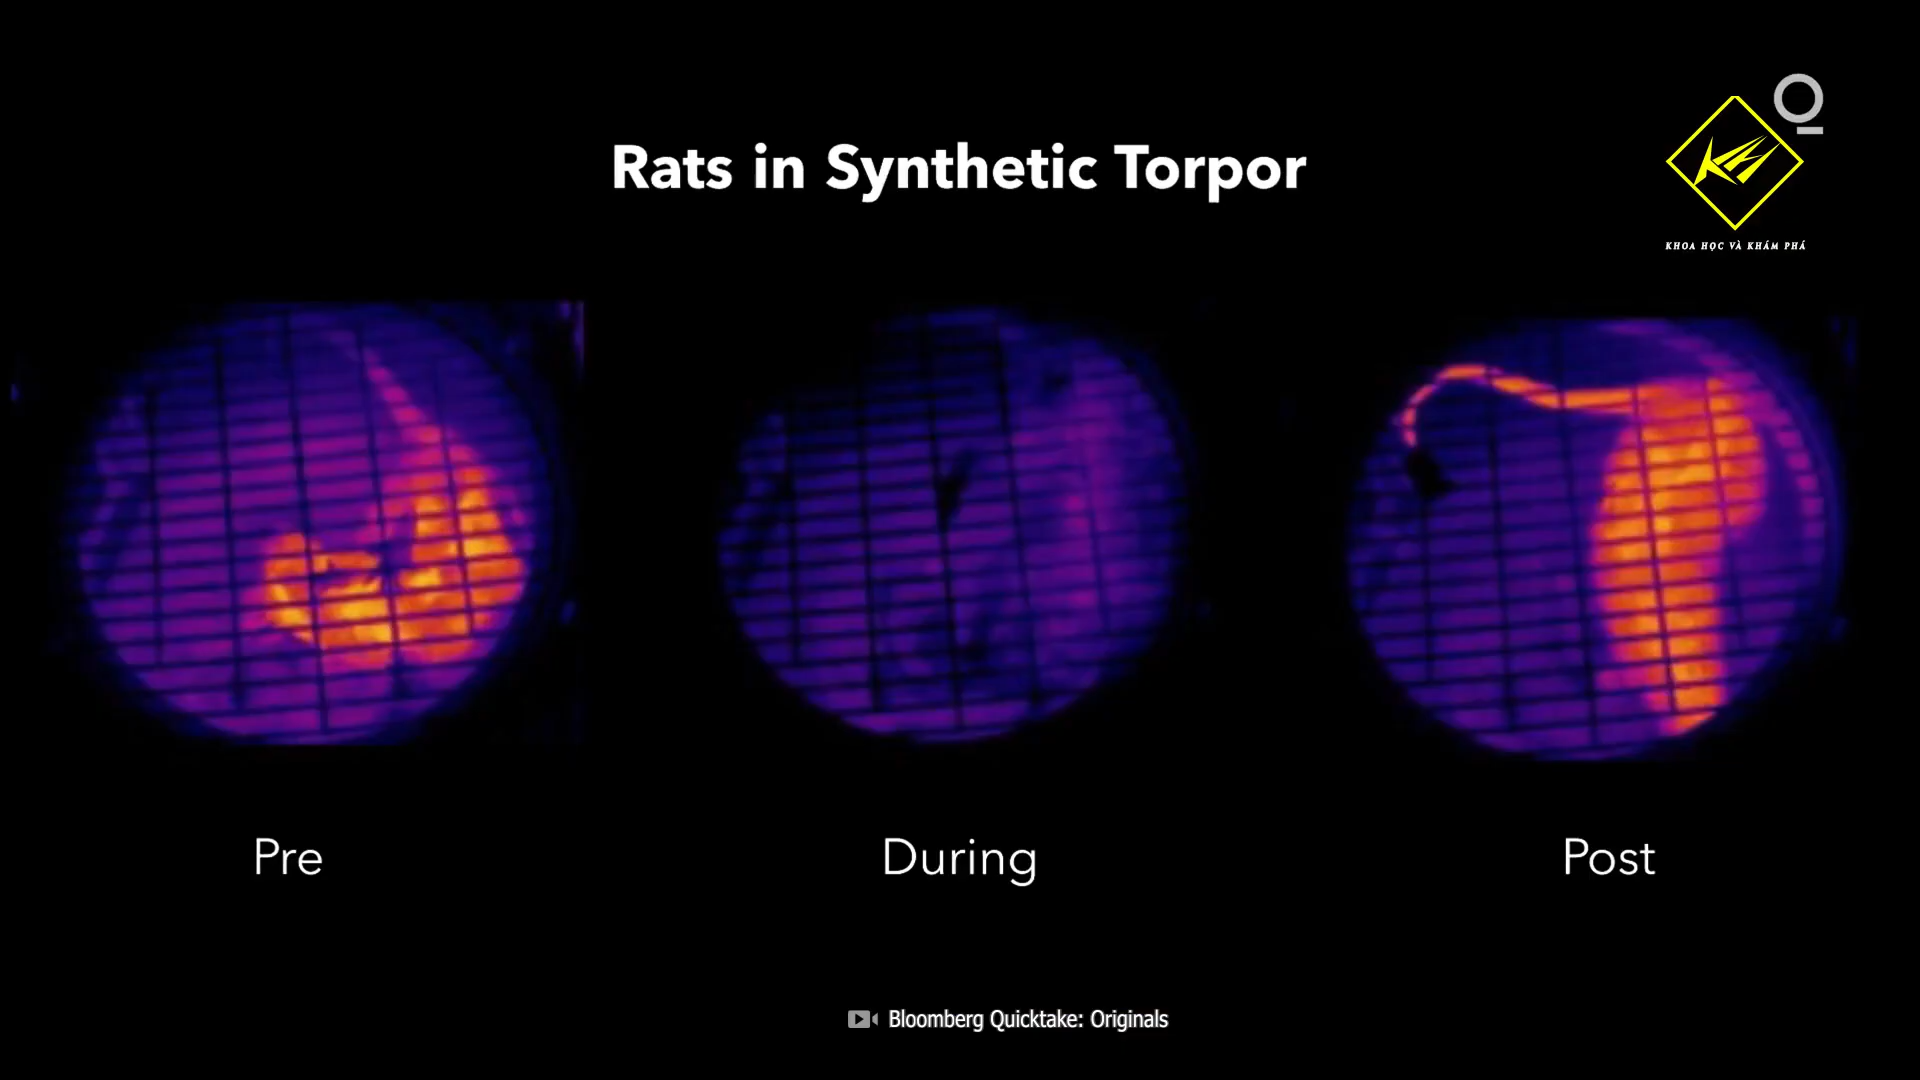 Rats in Synthetic Torpor
KHOA HỌC VÀ KHÁM PHÁ
Pre
During
Post
Bloomberg Quicktake: Originals